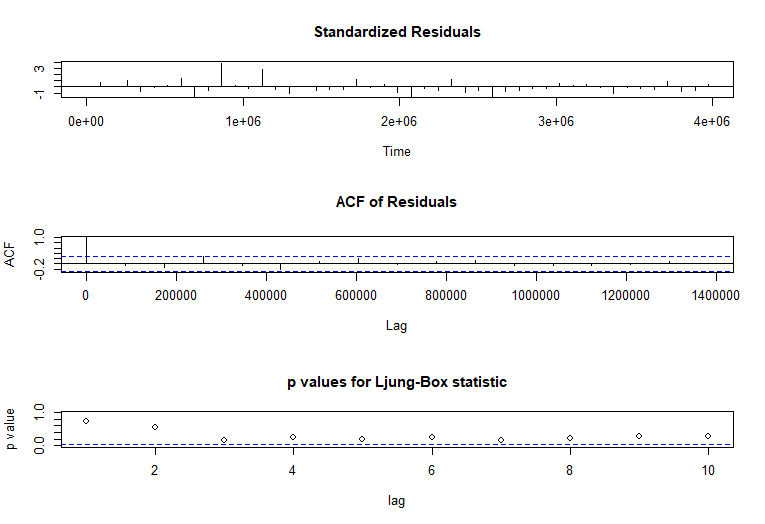 Standardized Residuals
3
-1
0e+00 1e+06 2e+06 3e+06 4e+06
Time
ACF of Residuals
ACF
1.0
-0.2
0 200000 400000 600000 800000 1000000 1200000 1400000
Lag
p values for Ljung-Box statistic
p value
1.0
0.0
2 4 6 8 10
lag